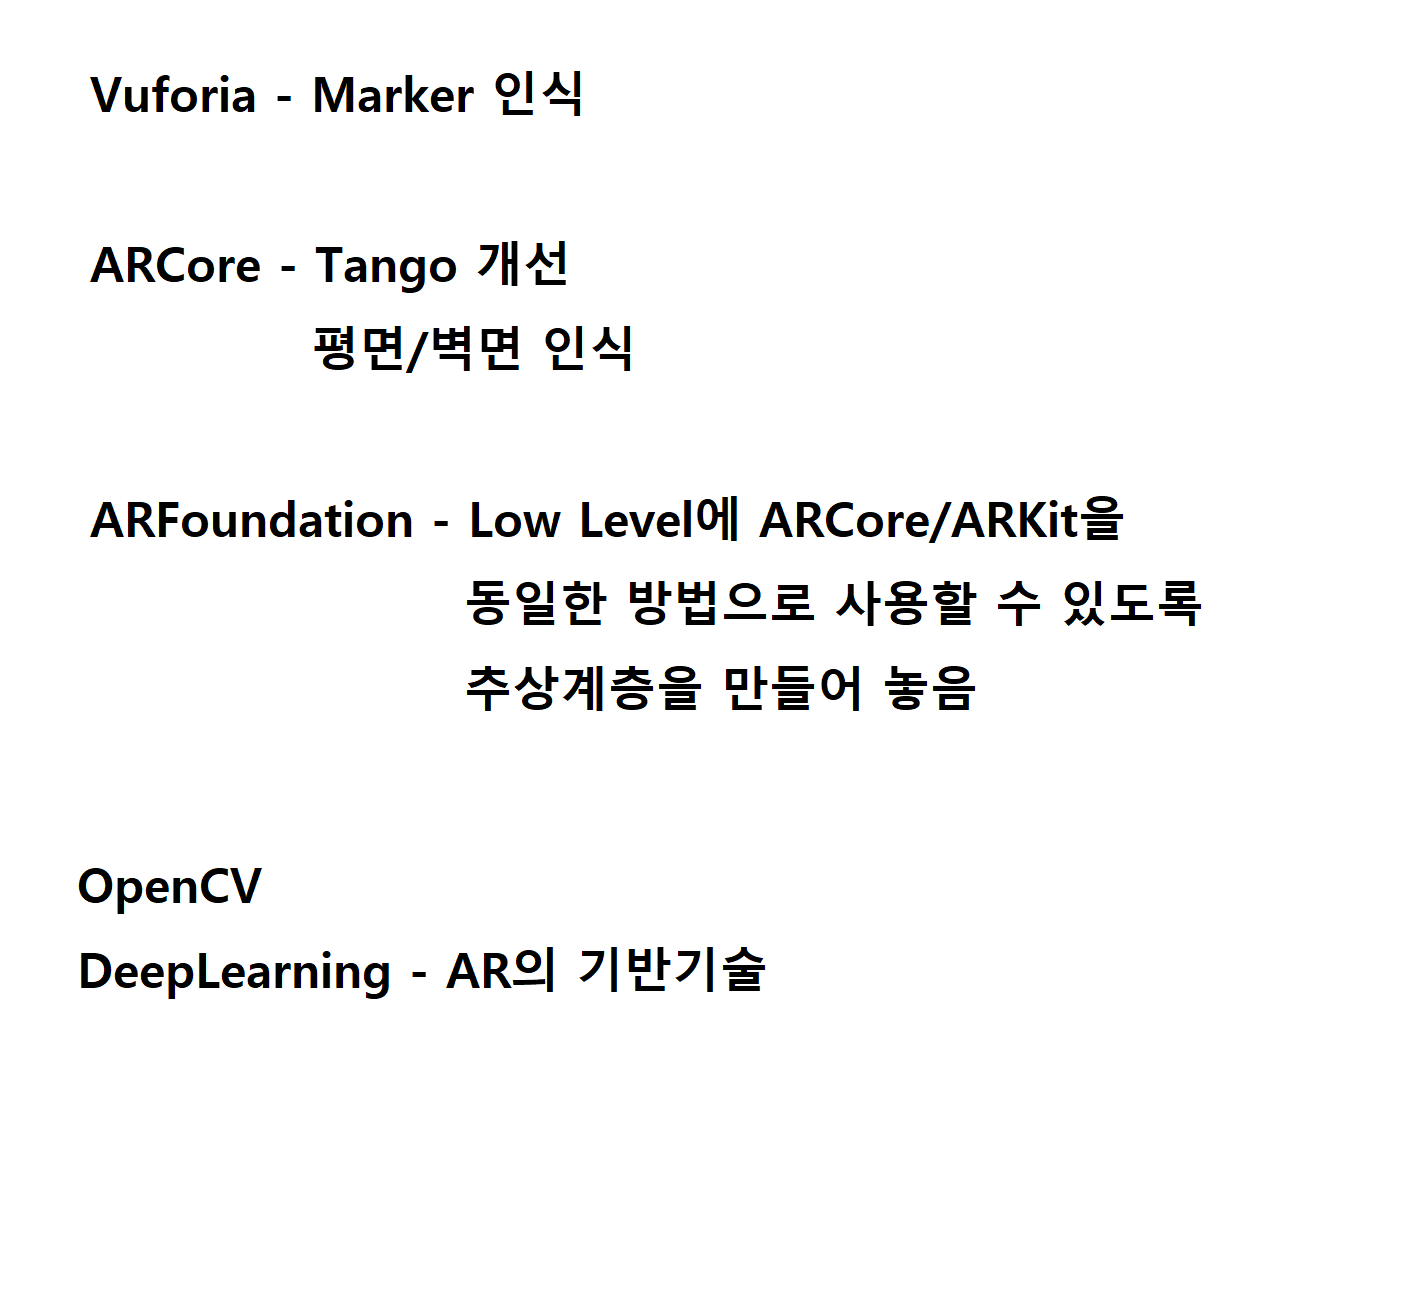 Vuforia - Marker 인식
ARCore - Tango 개선
평면/벽면 인식
ARFoundation - Low Level에 ARCore/ARKit을
동일한 방법으로 사용할 수 있도록
추상계층을 만들어 놓음
OpenCV
DeepLearning - AR의 기반기술